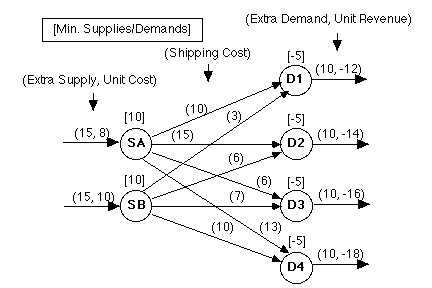 (Extra Demand, Unit Revenue)
[Min. Supplies/Demands]
(Shipping Cost)
[-5]
(Extra Supply, Unit Cost)
D1
(10, -12)
[10]
(10)
(3)
[-5]
(15, 8)
SA
(15)
D2
(10, -14)
(6)
[10]
(6)
[-5]
(15, 10)
SB
(7)
D3
(10, -16)
(10)
(13)
[-5]
D4
(10, -18)